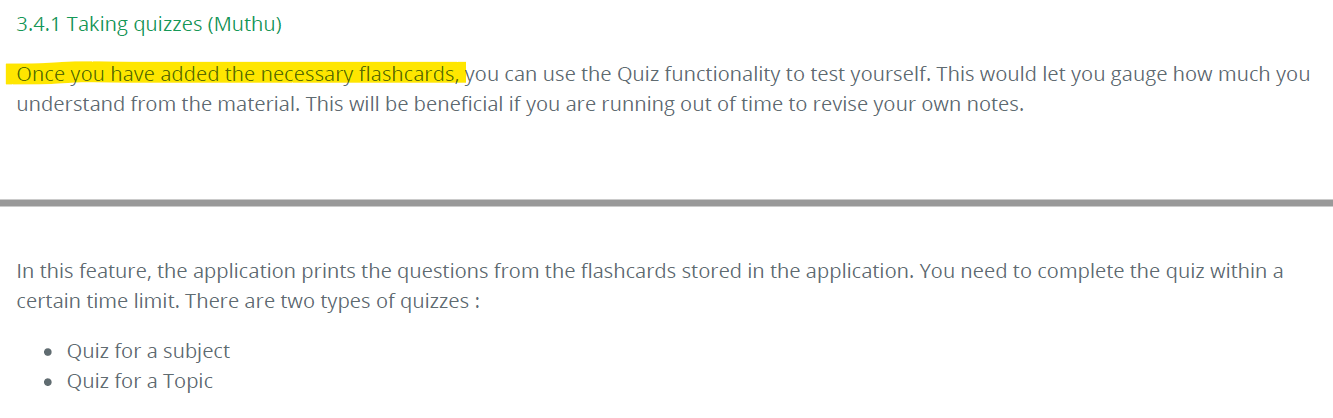 3.4.1 Taking quizzes (Muthu)
Once you have added the necessary flashcards, you can use the Quiz functionality to test yourself. This would let you gauge how much you
understand from the material. This will be beneficial if you are running out of time to revise your own notes.
In this feature, the application prints the questions from the flashcards stored in the application. You need to complete the quiz within a
certain time limit. There are two types of quizzes :
• Quiz for a subject
• Quiz for a Topic